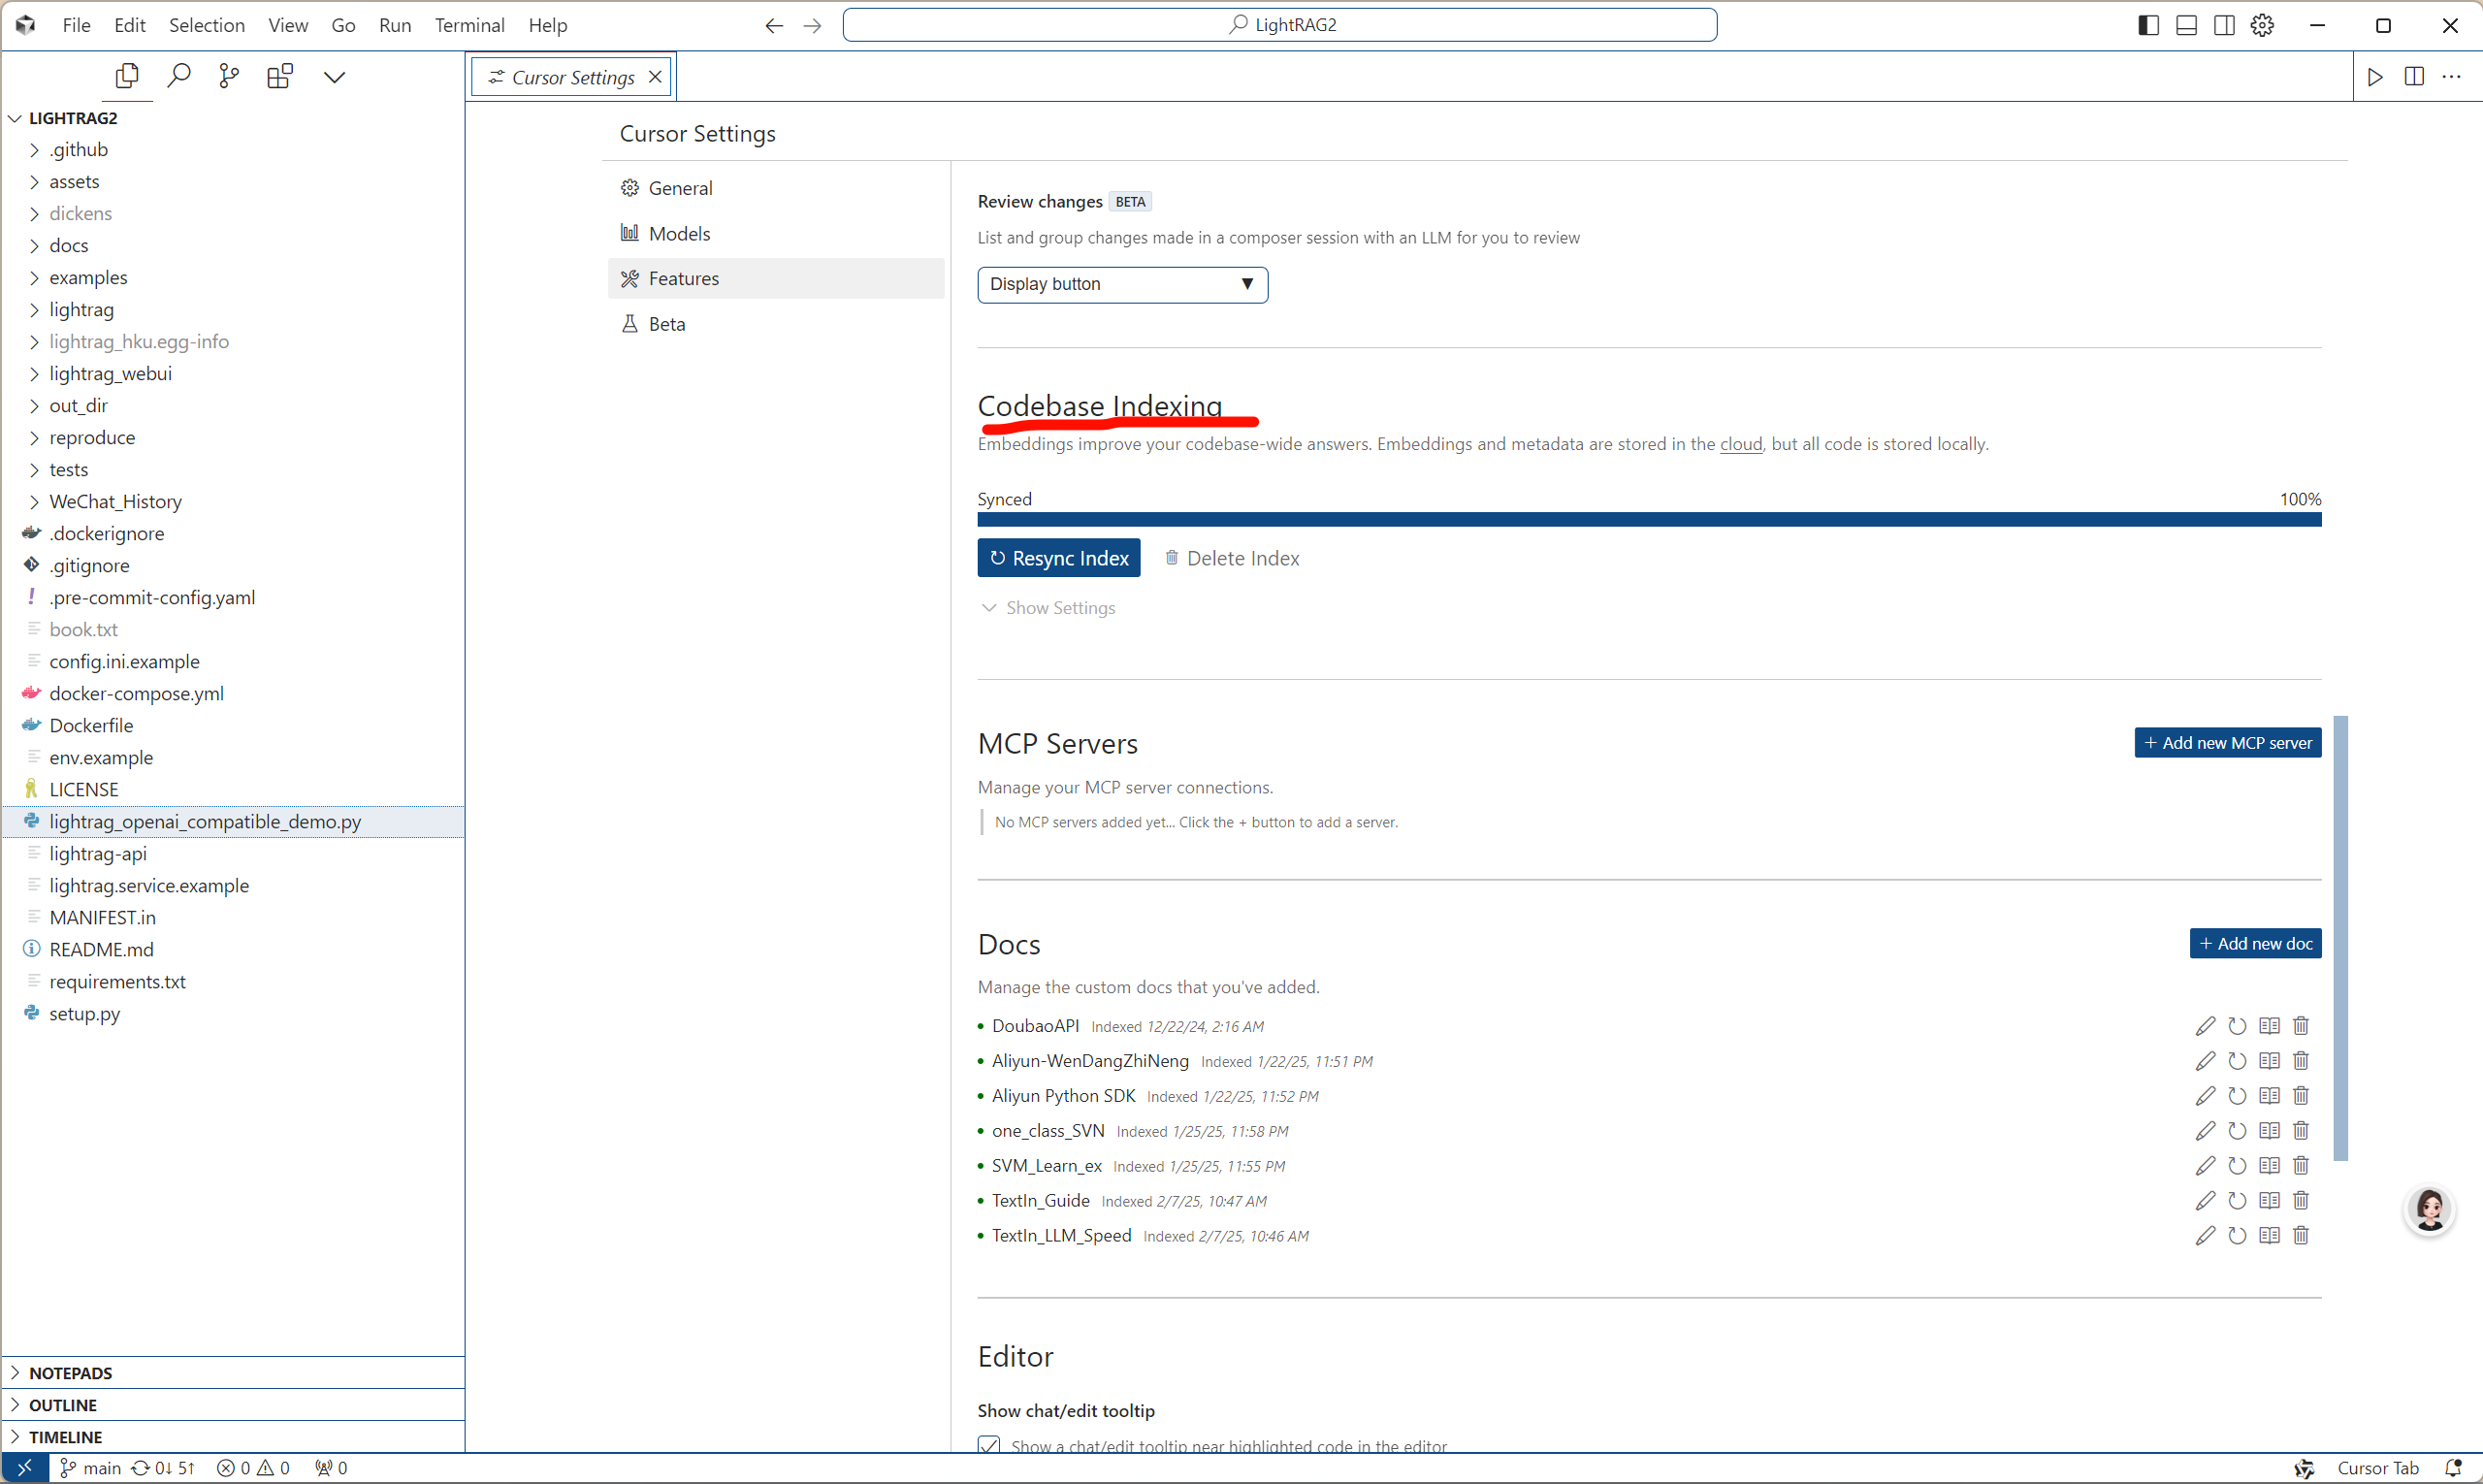 File Edit Selection View Go Run Terminal Help
LightRAG2
Cursor Settings
LIGHTRAG2
.github
assets
dickens
docs
examples
lightrag
lightrag_hku.egg-info
lightrag_webui
out_dir
reproduce
tests
WeChat_History
.dockerignore
.gitignore
.pre-commit-config.yaml
book.txt
config.ini.example
docker-compose.yml
Dockerfile
env.example
LICENSE
lightrag_openai_compatible_demo.py
lightrag-api
lightrag.service.example
MANIFEST.in
README.md
requirements.txt
setup.py
NOTEPADS
OUTLINE
TIMELINE
Cursor Settings
General
Models
Features
Beta
Review changes BETA
List and group changes made in a composer session with an LLM for you to review
Display button
Codebase Indexing
Embeddings improve your codebase-wide answers. Embeddings and metadata are stored in the cloud, but all code is stored locally.
Synced 100%
Resync Index Delete Index
Show Settings
MCP Servers + Add new MCP server
Manage your MCP server connections.
No MCP servers added yet... Click the + button to add a server.
Docs + Add new doc
Manage the custom docs that you've added.
DoubaoAPI Indexed 12/22/24, 2:16 AM
Aliyun-WenDangZhiNeng Indexed 1/22/25, 11:51 PM
Aliyun Python SDK Indexed 1/22/25, 11:52 PM
one_class_SVN Indexed 1/25/25, 11:58 PM
SVM_Learn_ex Indexed 1/25/25, 11:55 PM
TextIn_Guide Indexed 2/7/25, 10:47 AM
TextIn_LLM_Speed Indexed 2/7/25, 10:46 AM
Editor
Show chat/edit tooltip
Show a chat/edit tooltip near highlighted code in the editor
main 0↓ 5↑ 0 0 0 Cursor Tab